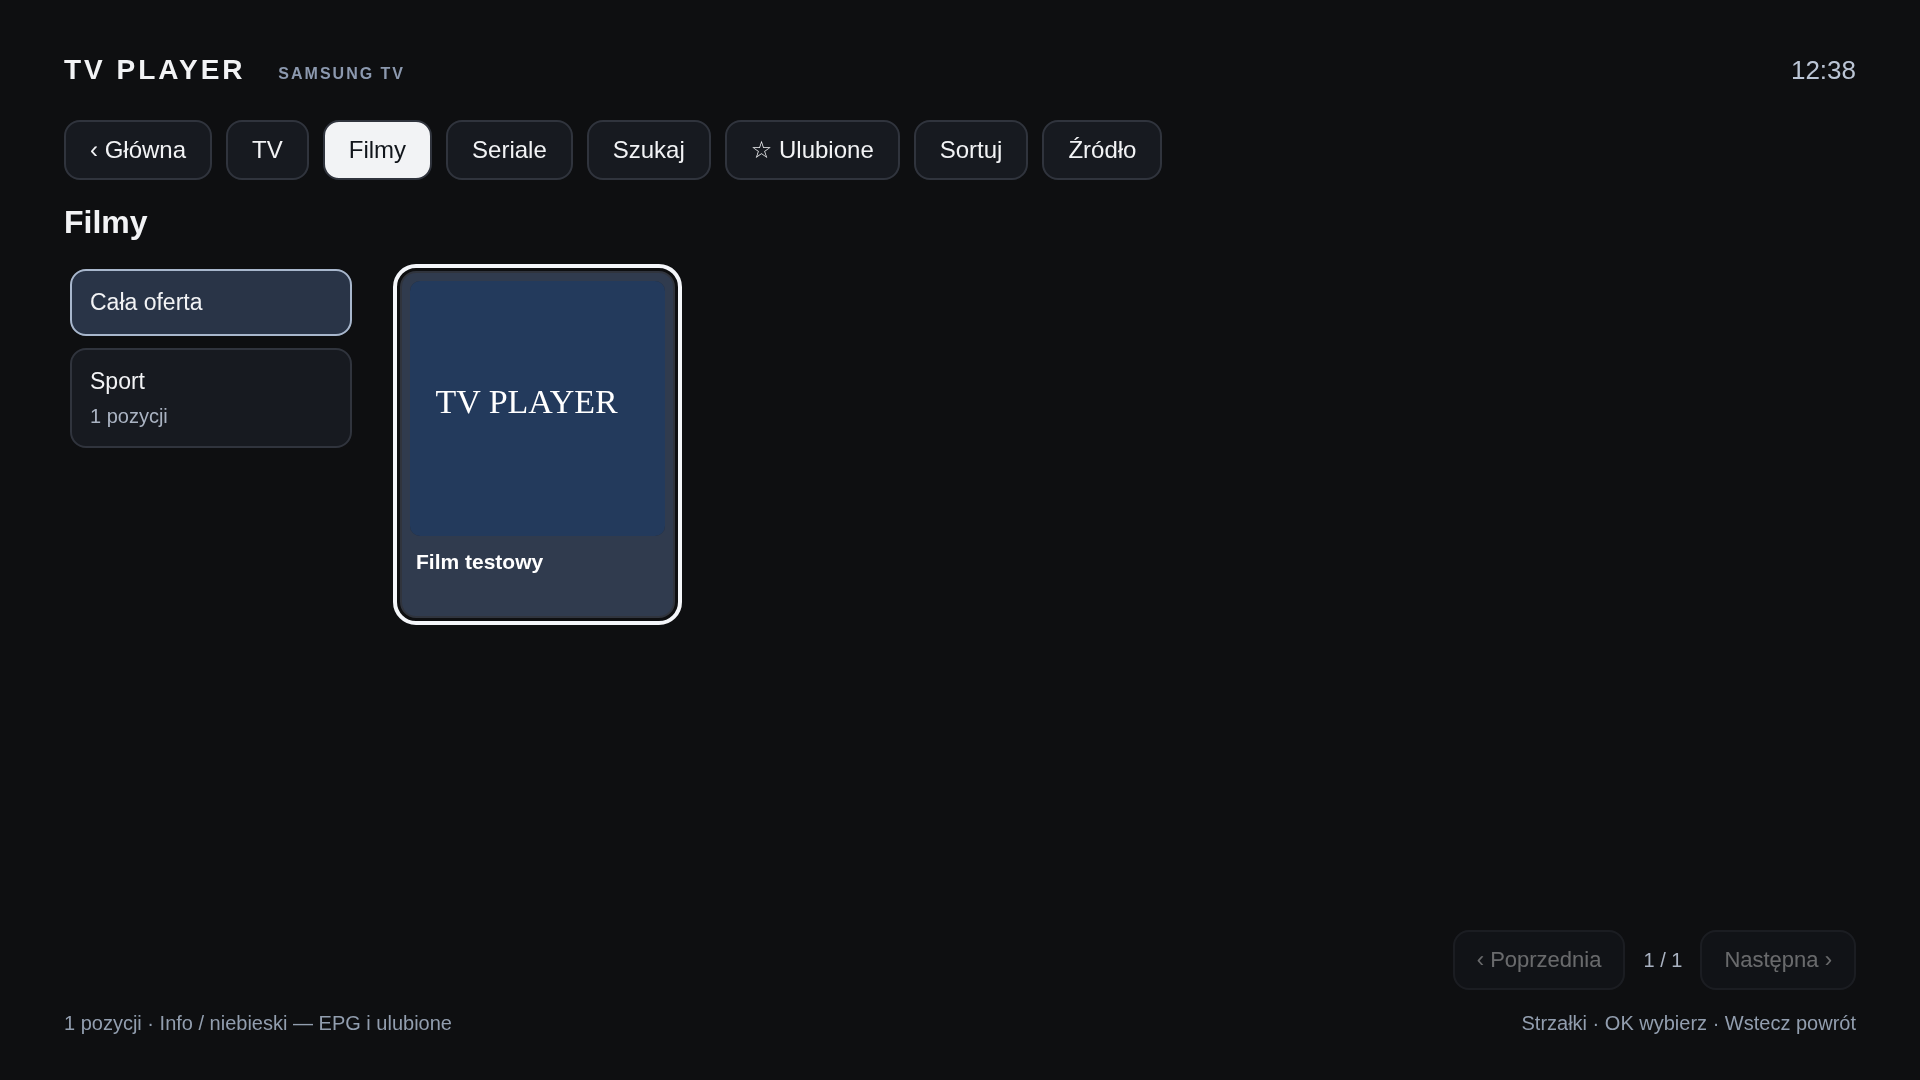 TV PLAYER SAMSUNG TV 12:38
‹ Główna TV Filmy Seriale Szukaj ☆ Ulubione Sortuj Źródło
Filmy
Cała oferta
Sport
1 pozycji
TV PLAYER
Film testowy
‹ Poprzednia 1 / 1 Następna ›
1 pozycji · Info / niebieski — EPG i ulubione Strzałki · OK wybierz · Wstecz powrót